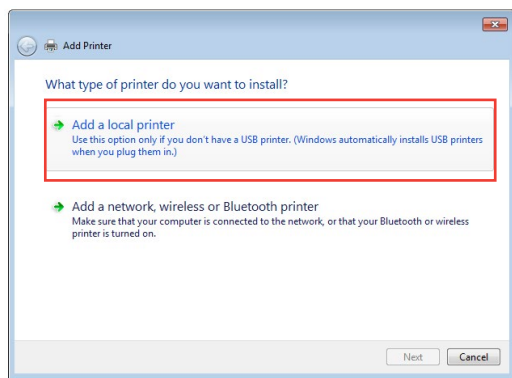 Add Printer
What type of printer do you want to install?
Add a local printer
Use this option only if you don't have a USB printer. (Windows automatically installs USB printers
when you plug them in.)
Add a network, wireless or Bluetooth printer
Make sure that your computer is connected to the network, or that your Bluetooth or wireless
printer is turned on.
Next
Cancel